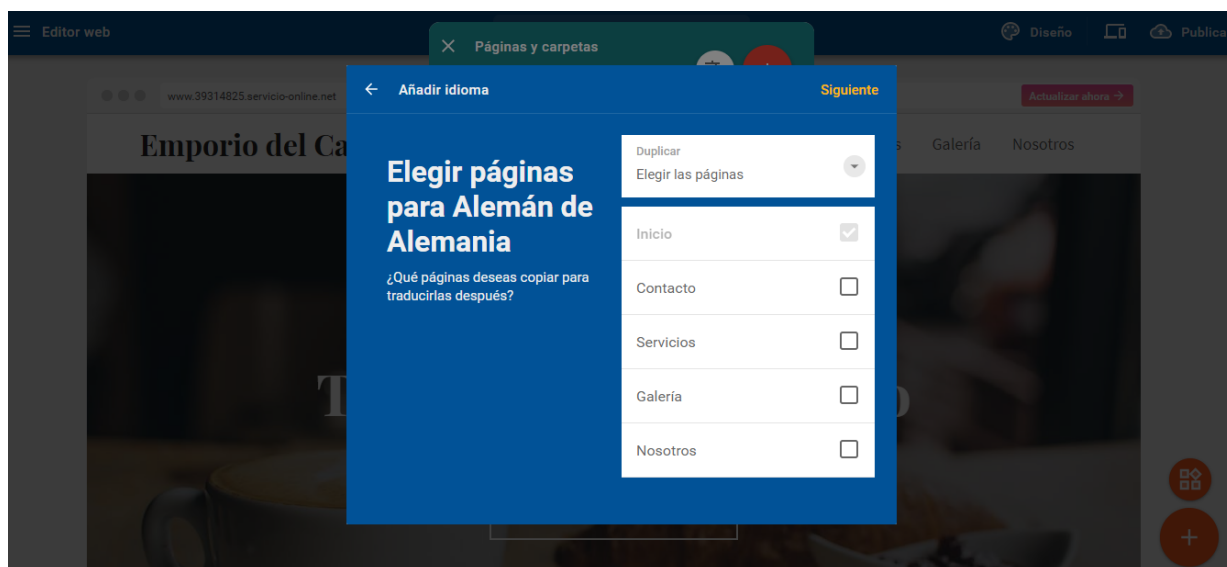 Editor web
Páginas y carpetas
Diseño
Publica
www.39314825.servicio-online.net
Actualizar ahora →
Emporio del Ca
Galería
Nosotros
Añadir idioma
Siguiente
Elegir páginas
para Alemán de
Alemania
¿Qué páginas deseas copiar para
traducirlas después?
Duplicar
Elegir las páginas
Inicio
Contacto
Servicios
Galería
Nosotros